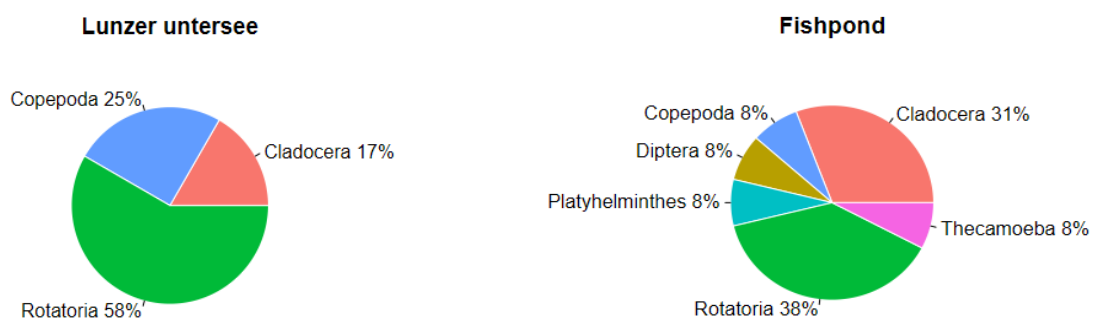 Lunzer untersee
Copepoda 25%
Cladocera 17%
Rotatoria 58%
Fishpond
Copepoda 8%
Cladocera 31%
Diptera 8%
Platyhelminthes 8%
Thecamoeba 8%
Rotatoria 38%